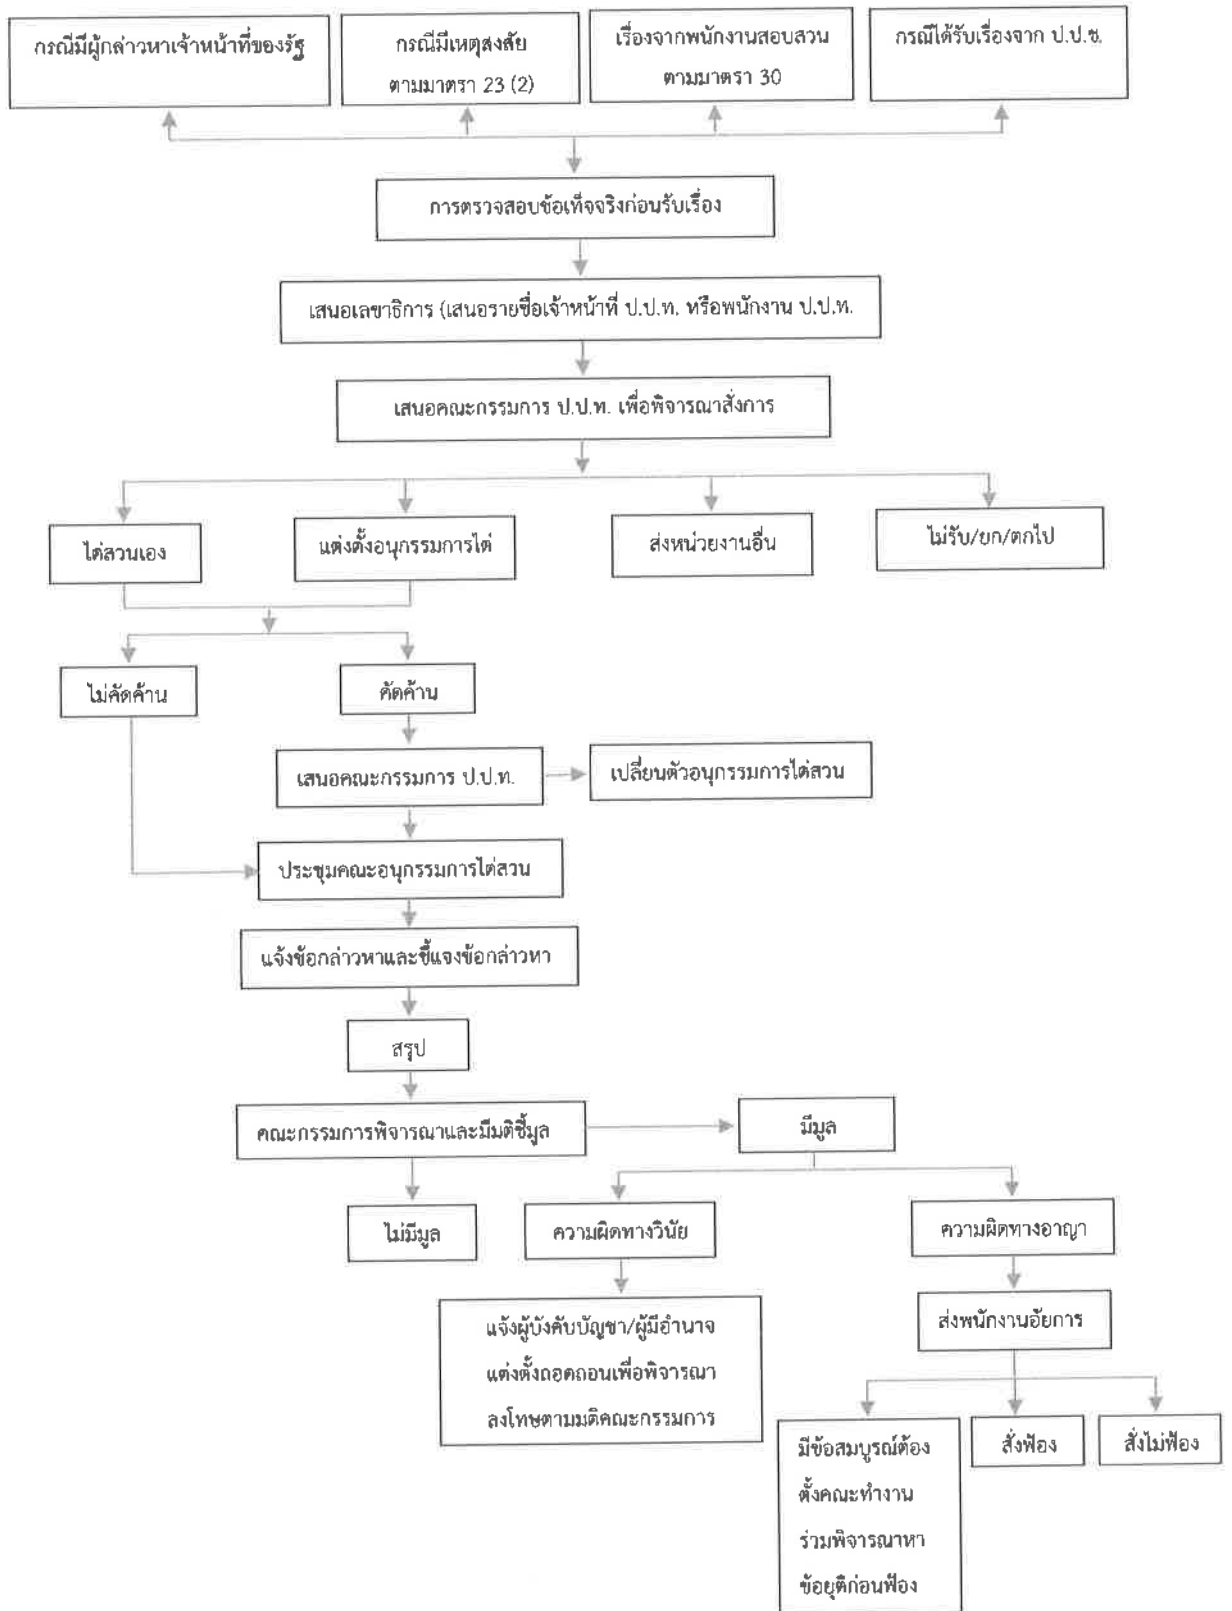 กรณีมีผู้กล่าวหาเจ้าหน้าที่ของรัฐ
กรณีมีเหตุสงสัย
ตามมาตรา 23 (2)
เรื่องจากพนักงานสอบสวน
ตามมาตรา 30
กรณีได้รับเรื่องจาก ป.ป.ช.
การตรวจสอบข้อเท็จจริงก่อนรับเรื่อง
เสนอเลขาธิการ (เสนอรายชื่อเจ้าหน้าที่ ป.ป.ท. หรือพนักงาน ป.ป.ท.
เสนอคณะกรรมการ ป.ป.ท. เพื่อพิจารณาสั่งการ
ไต่สวนเอง
แต่งตั้งอนุกรรมการไต่
ส่งหน่วยงานอื่น
ไม่รับ/ยก/ตกไป
ไม่คัดค้าน
คัดค้าน
เสนอคณะกรรมการ ป.ป.ท.
เปลี่ยนตัวอนุกรรมการไต่สวน
ประชุมคณะอนุกรรมการไต่สวน
แจ้งข้อกล่าวหาและชี้แจงข้อกล่าวหา
สรุป
คณะกรรมการพิจารณาและมีมติชี้มูล
มีมูล
ไม่มีมูล
ความผิดทางวินัย
ความผิดทางอาญา
แจ้งผู้บังคับบัญชา/ผู้มีอำนาจ
แต่งตั้งถอดถอนเพื่อพิจารณา
ลงโทษตามมติคณะกรรมการ
ส่งพนักงานอัยการ
มีข้อสมบูรณ์ต้อง
ตั้งคณะทำงาน
ร่วมพิจารณาหา
ข้อยุติก่อนฟ้อง
สั่งฟ้อง
สั่งไม่ฟ้อง